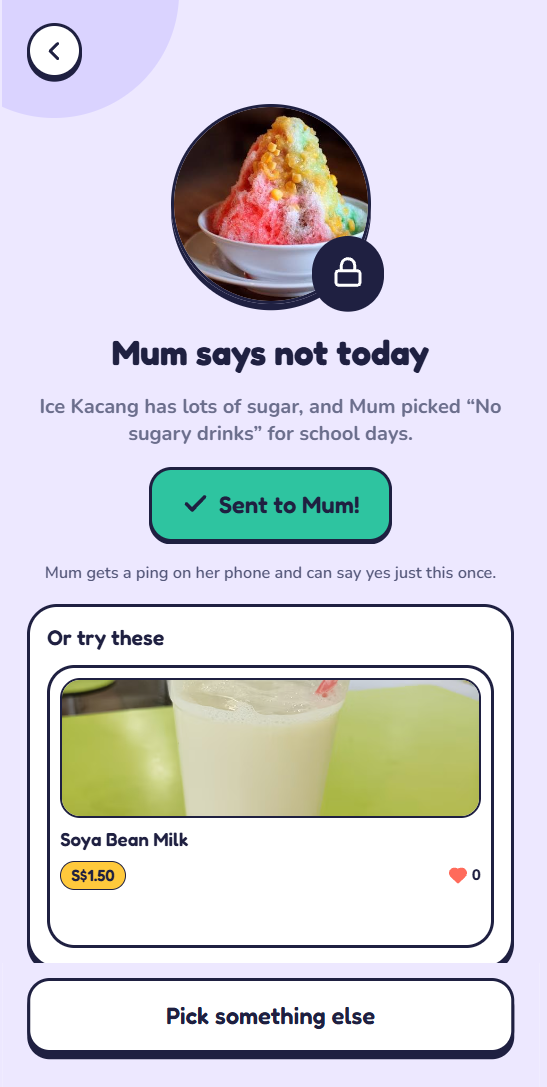 Mum says not today
Ice Kacang has lots of sugar, and Mum picked “No
sugary drinks” for school days.
Sent to Mum!
Mum gets a ping on her phone and can say yes just this once.
Or try these
Soya Bean Milk
S$1.50
0
Pick something else